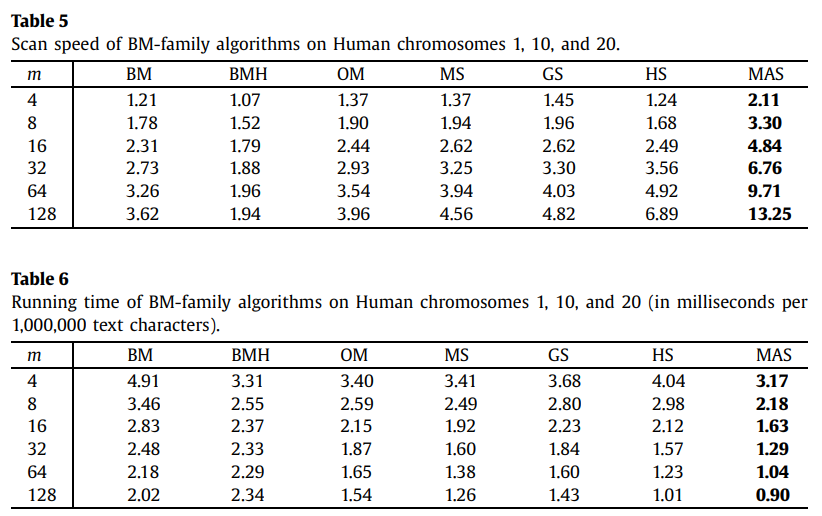 Table 5
Scan speed of BM-family algorithms on Human chromosomes 1, 10, and 20.
m BM BMH OM MS GS HS MAS
4 1.21 1.07 1.37 1.37 1.45 1.24 2.11
8 1.78 1.52 1.90 1.94 1.96 1.68 3.30
16 2.31 1.79 2.44 2.62 2.62 2.49 4.84
32 2.73 1.88 2.93 3.25 3.30 3.56 6.76
64 3.26 1.96 3.54 3.94 4.03 4.92 9.71
128 3.62 1.94 3.96 4.56 4.82 6.89 13.25
Table 6
Running time of BM-family algorithms on Human chromosomes 1, 10, and 20 (in milliseconds per
1,000,000 text characters).
m BM BMH OM MS GS HS MAS
4 4.91 3.31 3.40 3.41 3.68 4.04 3.17
8 3.46 2.55 2.59 2.49 2.80 2.98 2.18
16 2.83 2.37 2.15 1.92 2.23 2.12 1.63
32 2.48 2.33 1.87 1.60 1.84 1.57 1.29
64 2.18 2.29 1.65 1.38 1.60 1.23 1.04
128 2.02 2.34 1.54 1.26 1.43 1.01 0.90